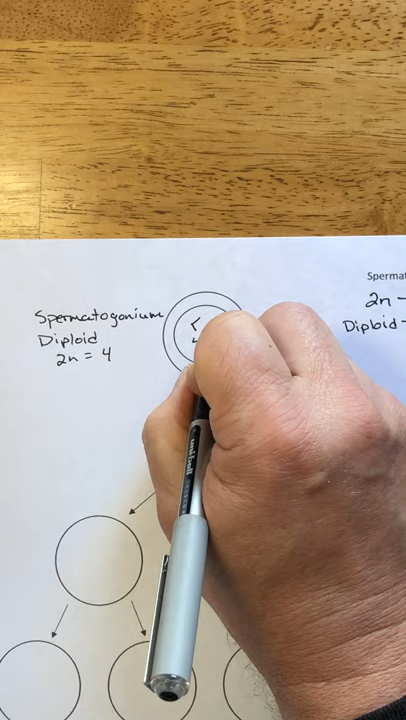 Spermatogonium
Diploid
2n = 4
2n
Diploid
uni-ball